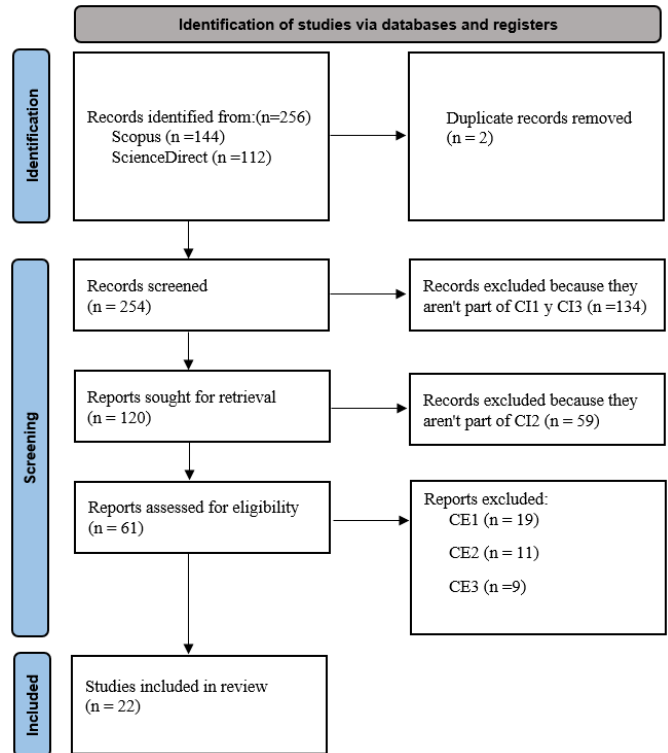 Identification of studies via databases and registers
Identification
Records identified from:(n=256)
Scopus (n =144)
ScienceDirect (n =112)
Duplicate records removed
(n = 2)
Screening
Records screened
(n = 254)
Records excluded because they
aren't part of CI1 y CI3 (n =134)
Reports sought for retrieval
(n = 120)
Records excluded because they
aren't part of CI2 (n = 59)
Reports assessed for eligibility
(n = 61)
Reports excluded:
CE1 (n = 19)
CE2 (n = 11)
CE3 (n =9)
Included
Studies included in review
(n = 22)